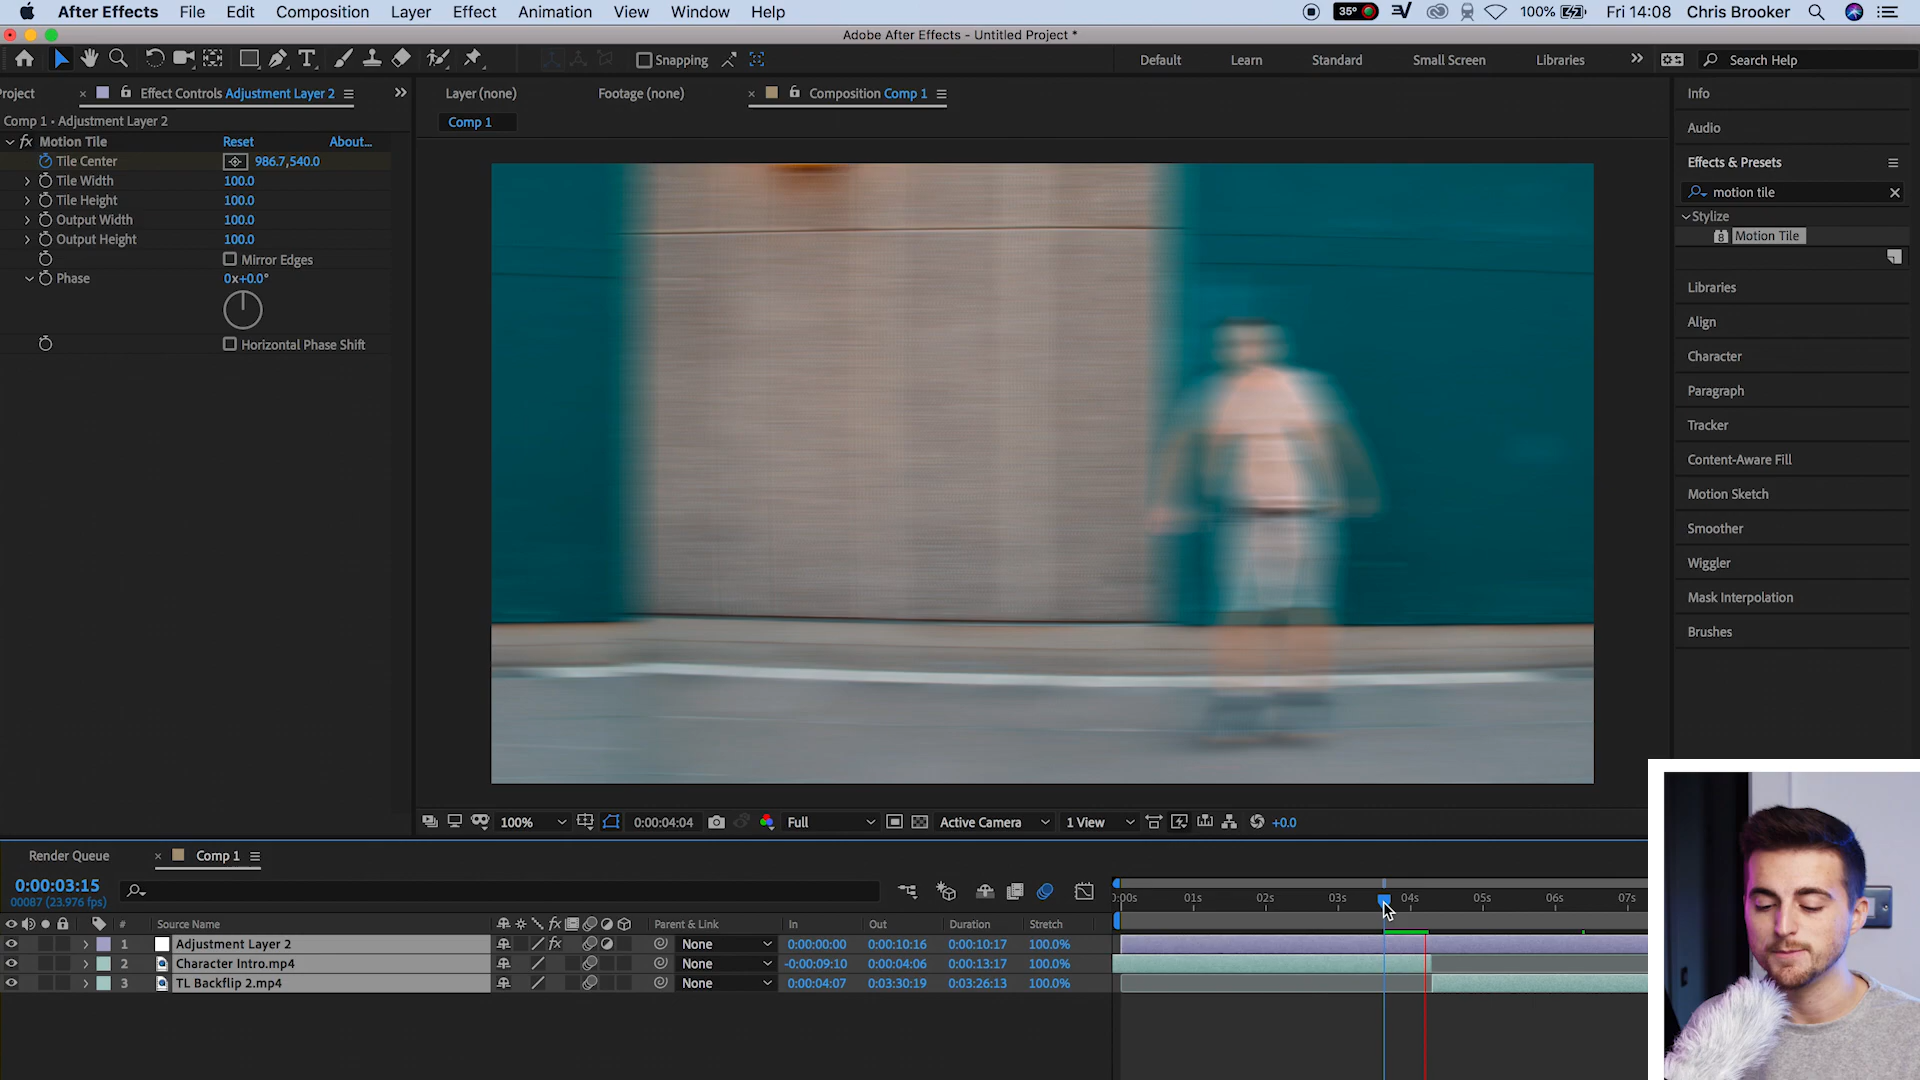 After Effects File Edit Composition Layer Effect Animation View Window Help 35° 100% Fri 14:08 Chris Brooker
Adobe After Effects - Untitled Project *
Snapping Default Learn Standard Small Screen Libraries Search Help
Project Effect Controls Adjustment Layer 2 Layer (none) Footage (none) Composition Comp 1
Comp 1 • Adjustment Layer 2
Comp 1
fx Motion Tile Reset About...
Tile Center 986.7,540.0
Tile Width 100.0
Tile Height 100.0
Output Width 100.0
Output Height 100.0
Mirror Edges
Phase 0x+0.0°
Horizontal Phase Shift
Info
Audio
Effects & Presets
motion tile
Stylize
Motion Tile
Libraries
Align
Character
Paragraph
Tracker
Content-Aware Fill
Motion Sketch
Smoother
Wiggler
Mask Interpolation
Brushes
100% 0:00:04:04 Full Active Camera 1 View +0.0
Render Queue Comp 1
0:00:03:15
00087 (23.976 fps)
0:00s 01s 02s 03s 04s 05s 06s 07s
# Source Name fx Parent & Link In Out Duration Stretch
1 Adjustment Layer 2 fx None 0:00:00:00 0:00:10:16 0:00:10:17 100.0%
2 Character Intro.mp4 None -0:00:09:10 0:00:04:06 0:00:13:17 100.0%
3 TL Backflip 2.mp4 None 0:00:04:07 0:03:30:19 0:03:26:13 100.0%